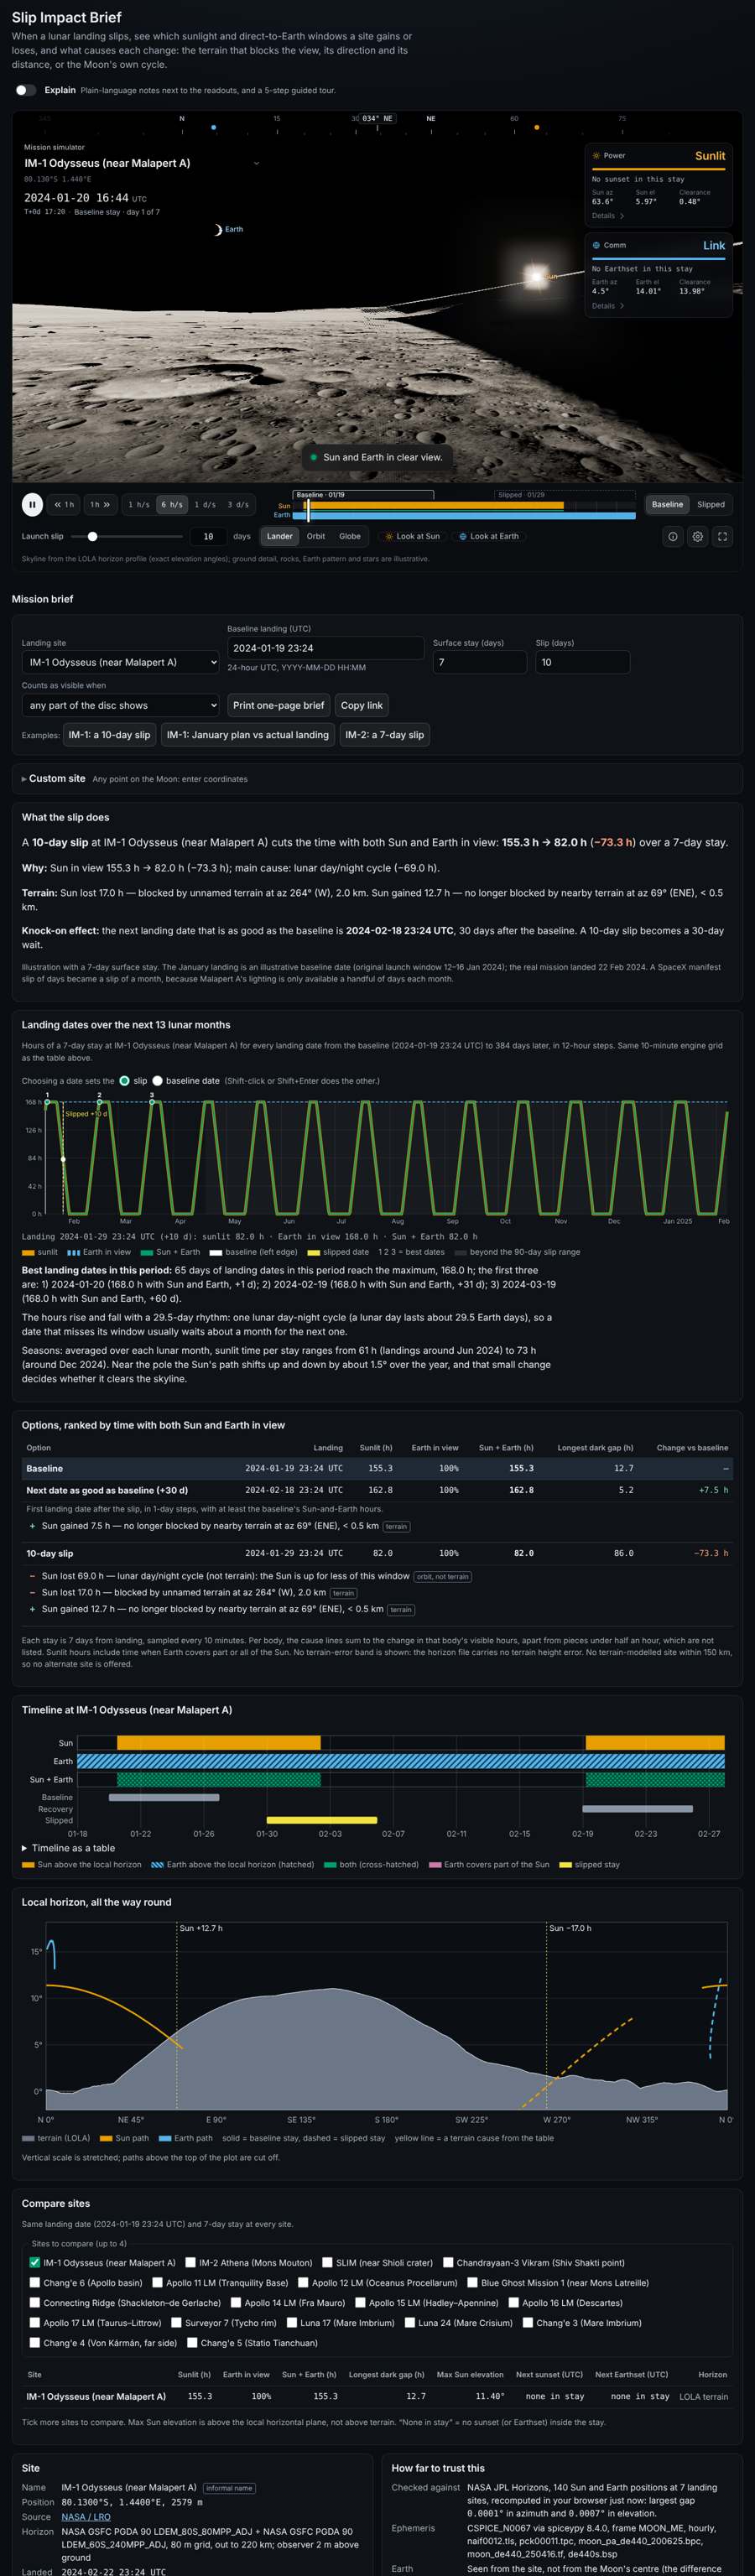 Slip Impact Brief
When a lunar landing slips, see which sunlight and direct-to-Earth windows a site gains or
loses, and what causes each change: the terrain that blocks the view, its direction and its
distance, or the Moon's own cycle.
Explain Plain-language notes next to the readouts, and a 5-step guided tour.
345 N 15 30 034° NE NE 60 75
Mission simulator
IM-1 Odysseus (near Malapert A)
80.130°S 1.440°E
2024-01-20 16:44 UTC
T+0d 17:20 · Baseline stay · day 1 of 7
Earth
Sun
Power Sunlit
No sunset in this stay
Sun az Sun el Clearance
63.6° 5.97° 0.48°
Details
Comm Link
No Earthset in this stay
Earth az Earth el Clearance
4.5° 14.01° 13.98°
Details
Sun and Earth in clear view.
1 h 1 h 1 h/s 6 h/s 1 d/s 3 d/s
Baseline · 01/19 Slipped · 01/29
Sun
Earth
Baseline Slipped
Launch slip 10 days Lander Orbit Globe Look at Sun Look at Earth
Skyline from the LOLA horizon profile (exact elevation angles); ground detail, rocks, Earth pattern and stars are illustrative.
Mission brief
Landing site
IM-1 Odysseus (near Malapert A)
Baseline landing (UTC)
2024-01-19 23:24
24-hour UTC, YYYY-MM-DD HH:MM
Surface stay (days)
7
Slip (days)
10
Counts as visible when
any part of the disc shows
Print one-page brief Copy link
Examples: IM-1: a 10-day slip IM-1: January plan vs actual landing IM-2: a 7-day slip
Custom site Any point on the Moon: enter coordinates
What the slip does
A 10-day slip at IM-1 Odysseus (near Malapert A) cuts the time with both Sun and Earth in view: 155.3 h → 82.0 h (−73.3 h) over a 7-day stay.
Why: Sun in view 155.3 h → 82.0 h (−73.3 h); main cause: lunar day/night cycle (−69.0 h).
Terrain: Sun lost 17.0 h — blocked by unnamed terrain at az 264° (W), 2.0 km. Sun gained 12.7 h — no longer blocked by nearby terrain at az 69° (ENE), < 0.5
km.
Knock-on effect: the next landing date that is as good as the baseline is 2024-02-18 23:24 UTC, 30 days after the baseline. A 10-day slip becomes a 30-day
wait.
Illustration with a 7-day surface stay. The January landing is an illustrative baseline date (original launch window 12–16 Jan 2024); the real mission landed 22 Feb 2024. A SpaceX manifest
slip of days became a slip of a month, because Malapert A's lighting is only available a handful of days each month.
Landing dates over the next 13 lunar months
Hours of a 7-day stay at IM-1 Odysseus (near Malapert A) for every landing date from the baseline (2024-01-19 23:24 UTC) to 384 days later, in 12-hour steps. Same 10-minute engine grid
as the table above.
Choosing a date sets the slip baseline date (Shift-click or Shift+Enter does the other.)
1 2 3
168 h
Slipped +10 d
126 h
84 h
42 h
0 h
Feb Mar Apr May Jun Jul Aug Sep Oct Nov Dec Jan 2025 Feb
Landing 2024-01-29 23:24 UTC (+10 d): sunlit 82.0 h · Earth in view 168.0 h · Sun + Earth 82.0 h
sunlit Earth in view Sun + Earth baseline (left edge) slipped date 1 2 3 = best dates beyond the 90-day slip range
Best landing dates in this period: 65 days of landing dates in this period reach the maximum, 168.0 h; the first three
are: 1) 2024-01-20 (168.0 h with Sun and Earth, +1 d); 2) 2024-02-19 (168.0 h with Sun and Earth, +31 d); 3) 2024-03-19
(168.0 h with Sun and Earth, +60 d).
The hours rise and fall with a 29.5-day rhythm: one lunar day-night cycle (a lunar day lasts about 29.5 Earth days), so a
date that misses its window usually waits about a month for the next one.
Seasons: averaged over each lunar month, sunlit time per stay ranges from 61 h (landings around Jun 2024) to 73 h
(around Dec 2024). Near the pole the Sun's path shifts up and down by about 1.5° over the year, and that small change
decides whether it clears the skyline.
Options, ranked by time with both Sun and Earth in view
Option Landing Sunlit (h) Earth in view Sun + Earth (h) Longest dark gap (h) Change vs baseline
Baseline 2024-01-19 23:24 UTC 155.3 100% 155.3 12.7 –
Next date as good as baseline (+30 d) 2024-02-18 23:24 UTC 162.8 100% 162.8 5.2 +7.5 h
First landing date after the slip, in 1-day steps, with at least the baseline's Sun-and-Earth hours.
+ Sun gained 7.5 h — no longer blocked by nearby terrain at az 69° (ENE), < 0.5 km terrain
10-day slip 2024-01-29 23:24 UTC 82.0 100% 82.0 86.0 −73.3 h
− Sun lost 69.0 h — lunar day/night cycle (not terrain): the Sun is up for less of this window orbit, not terrain
− Sun lost 17.0 h — blocked by unnamed terrain at az 264° (W), 2.0 km terrain
+ Sun gained 12.7 h — no longer blocked by nearby terrain at az 69° (ENE), < 0.5 km terrain
Each stay is 7 days from landing, sampled every 10 minutes. Per body, the cause lines sum to the change in that body's visible hours, apart from pieces under half an hour, which are not
listed. Sunlit hours include time when Earth covers part or all of the Sun. No terrain-error band is shown: the horizon file carries no terrain height error. No terrain-modelled site within 150 km,
so no alternate site is offered.
Timeline at IM-1 Odysseus (near Malapert A)
Sun
Earth
Sun + Earth
Baseline
Recovery
Slipped
01-18 01-22 01-26 01-30 02-03 02-07 02-11 02-15 02-19 02-23 02-27
Timeline as a table
Sun above the local horizon Earth above the local horizon (hatched) both (cross-hatched) Earth covers part of the Sun slipped stay
Local horizon, all the way round
Sun +12.7 h Sun −17.0 h
15°
10°
5°
0°
N 0° NE 45° E 90° SE 135° S 180° SW 225° W 270° NW 315° N 0°
terrain (LOLA) Sun path Earth path solid = baseline stay, dashed = slipped stay yellow line = a terrain cause from the table
Vertical scale is stretched; paths above the top of the plot are cut off.
Compare sites
Same landing date (2024-01-19 23:24 UTC) and 7-day stay at every site.
Sites to compare (up to 4)
IM-1 Odysseus (near Malapert A) IM-2 Athena (Mons Mouton) SLIM (near Shioli crater) Chandrayaan-3 Vikram (Shiv Shakti point)
Chang'e 6 (Apollo basin) Apollo 11 LM (Tranquility Base) Apollo 12 LM (Oceanus Procellarum) Blue Ghost Mission 1 (near Mons Latreille)
Connecting Ridge (Shackleton–de Gerlache) Apollo 14 LM (Fra Mauro) Apollo 15 LM (Hadley–Apennine) Apollo 16 LM (Descartes)
Apollo 17 LM (Taurus–Littrow) Surveyor 7 (Tycho rim) Luna 17 (Mare Imbrium) Luna 24 (Mare Crisium) Chang'e 3 (Mare Imbrium)
Chang'e 4 (Von Kármán, far side) Chang'e 5 (Statio Tianchuan)
Site Sunlit (h) Earth in view Sun + Earth (h) Longest dark gap (h) Max Sun elevation Next sunset (UTC) Next Earthset (UTC) Horizon
IM-1 Odysseus (near Malapert A) 155.3 100% 155.3 12.7 11.40° none in stay none in stay LOLA terrain
Tick more sites to compare. Max Sun elevation is above the local horizontal plane, not above terrain. "None in stay" = no sunset (or Earthset) inside the stay.
Site
Name IM-1 Odysseus (near Malapert A) informal name
Position 80.1300°S, 1.4400°E, 2579 m
Source NASA / LRO
Horizon NASA GSFC PGDA 90 LDEM_80S_80MPP_ADJ + NASA GSFC PGDA 90
LDEM_60S_240MPP_ADJ, 80 m grid, out to 220 km; observer 2 m above
ground
Landed 2024-02-22 23:24 UTC
How far to trust this
Checked against NASA JPL Horizons, 140 Sun and Earth positions at 7 landing
sites, recomputed in your browser just now: largest gap
0.0001° in azimuth and 0.0007° in elevation.
Ephemeris CSPICE_N0067 via spiceypy 8.4.0, frame MOON_ME, hourly,
naif0012.tls, pck00011.tpc, moon_pa_de440_200625.bpc,
moon_de440_250416.tf, de440s.bsp
Earth Seen from the site, not from the Moon's centre (the difference